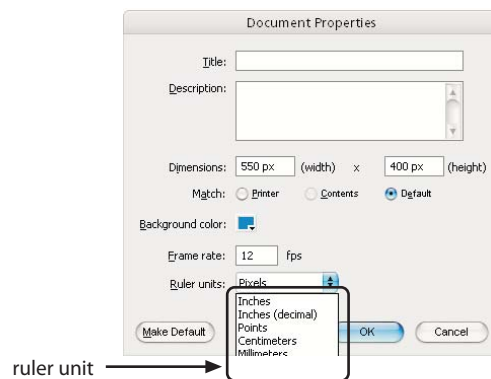 Document Properties
Title:
Description:
Dimensions: 550 px (width) x 400 px (height)
Match: Printer Contents Default
Background color:
Frame rate: 12 fps
Ruler units: Pixels
Inches
Inches (decimal)
Points
Centimeters
Millimeters
Make Default OK Cancel
ruler unit